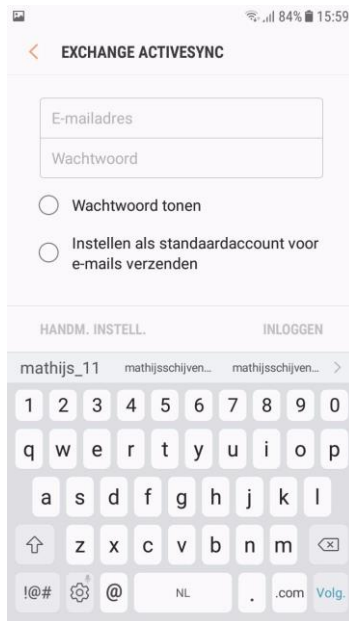 84% 15:59
EXCHANGE ACTIVESYNC
E-mailadres
Wachtwoord
Wachtwoord tonen
Instellen als standaardaccount voor
e-mails verzenden
HANDM. INSTELL. INLOGGEN
mathijs_11 mathijsschijven... mathijsschijven...
1 2 3 4 5 6 7 8 9 0
q w e r t y u i o p
a s d f g h j k l
z x c v b n m
!@# @ NL . .com Volg.